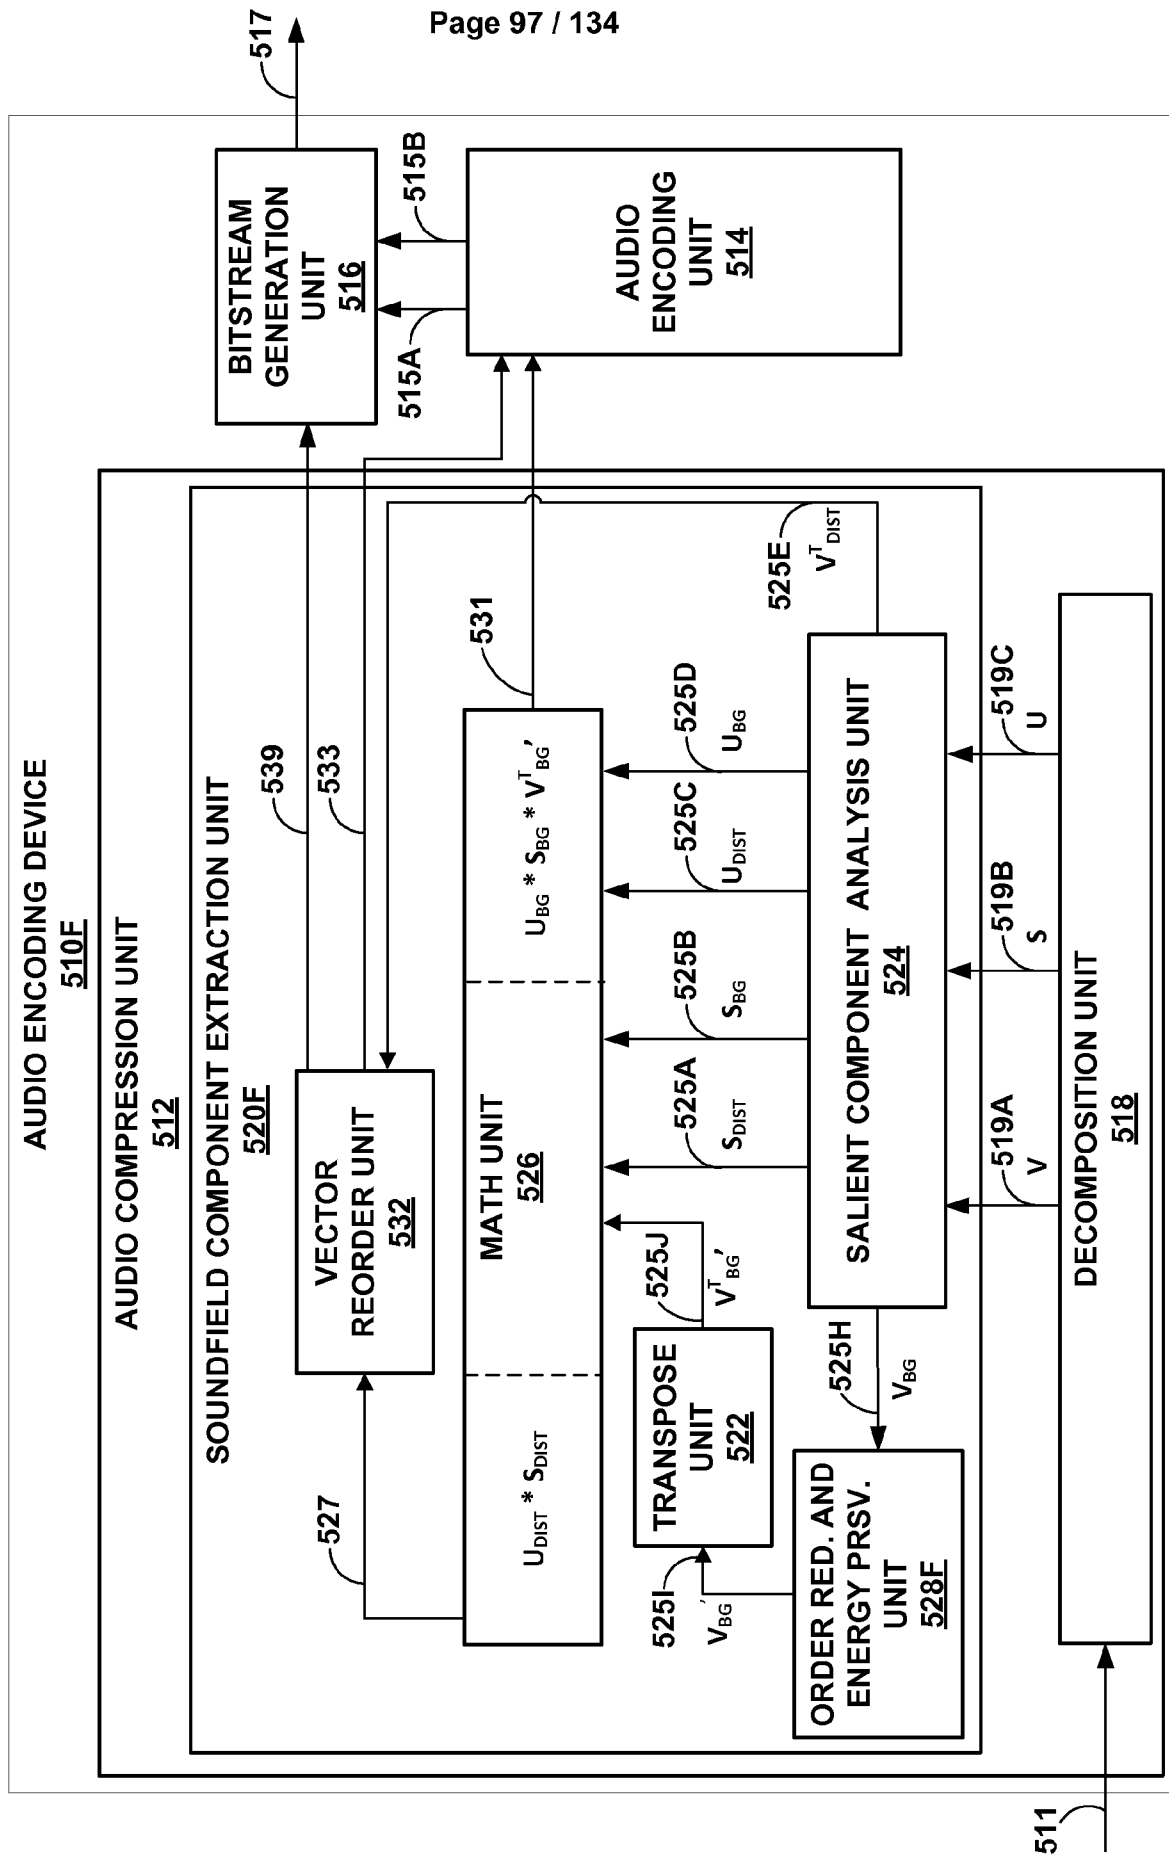 Page 97 / 134
AUDIO ENCODING DEVICE
510F
AUDIO COMPRESSION UNIT
512
SOUNDFIELD COMPONENT EXTRACTION UNIT
520F
517
BITSTREAM
GENERATION
UNIT
516
515A
515B
AUDIO
ENCODING
UNIT
514
539
533
VECTOR
REORDER UNIT
532
527
531
U_DIST * S_DIST
MATH UNIT
526
U_BG * S_BG * V^T_BG'
525I
V_BG'
TRANSPOSE
UNIT
522
525J
V^T_BG'
525A
S_DIST
525B
S_BG
525C
U_DIST
525D
U_BG
525E
V^T_DIST
ORDER RED. AND
ENERGY PRSV.
UNIT
528F
525H
V_BG
SALIENT COMPONENT ANALYSIS UNIT
524
519A
V
519B
S
519C
U
DECOMPOSITION UNIT
518
511